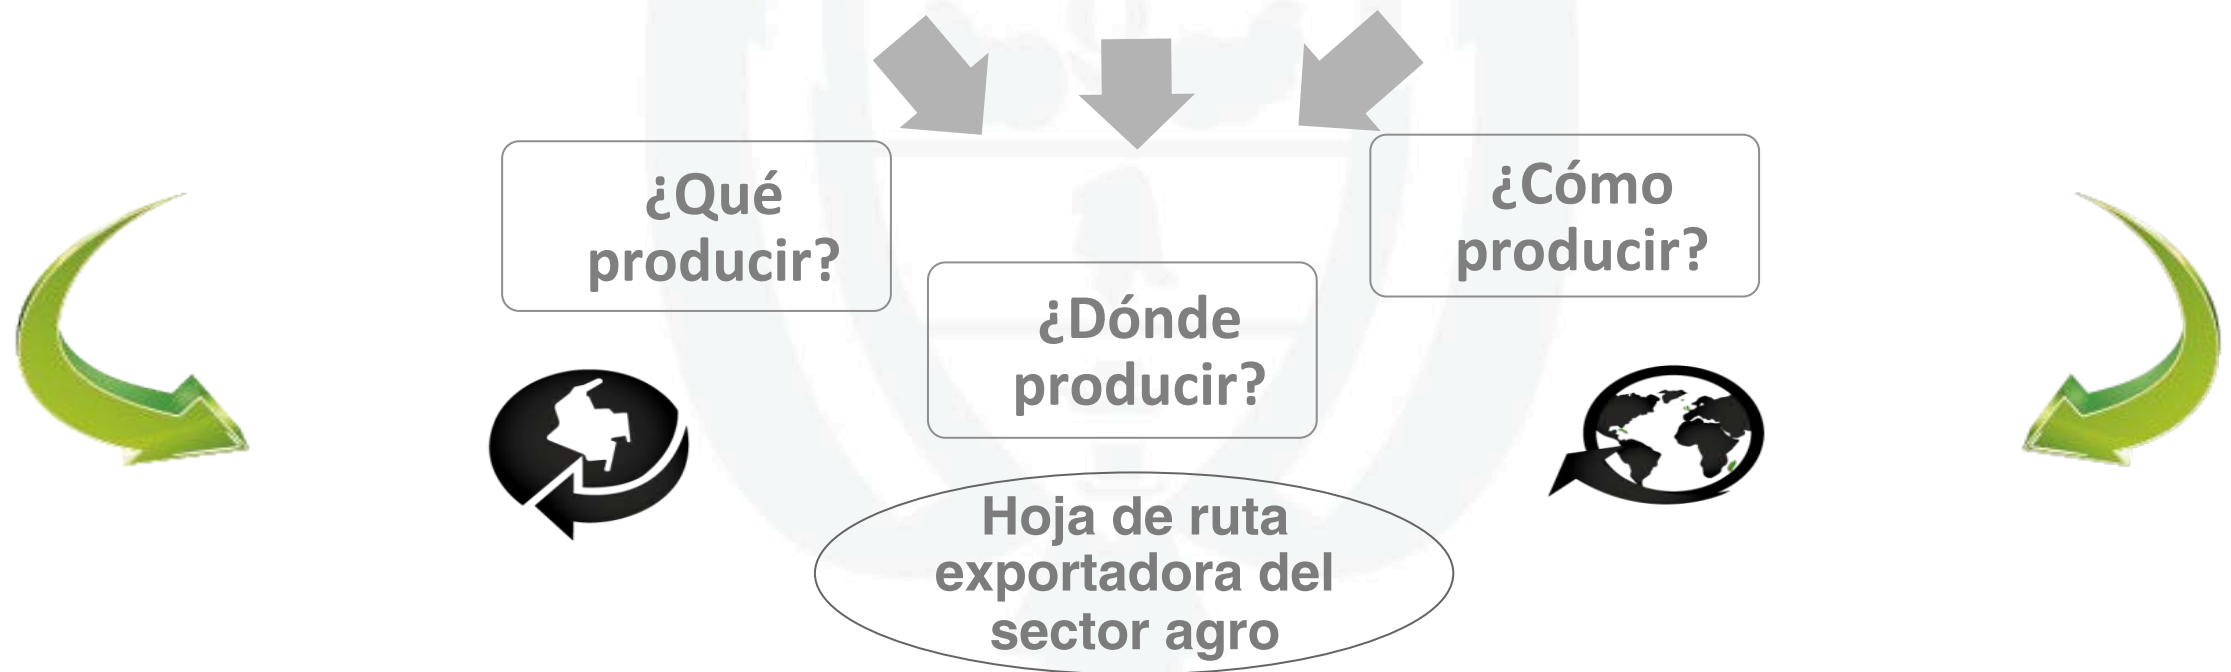 ¿Qué
producir?
¿Cómo
producir?
¿Dónde
producir?
Hoja de ruta
exportadora del
sector agro